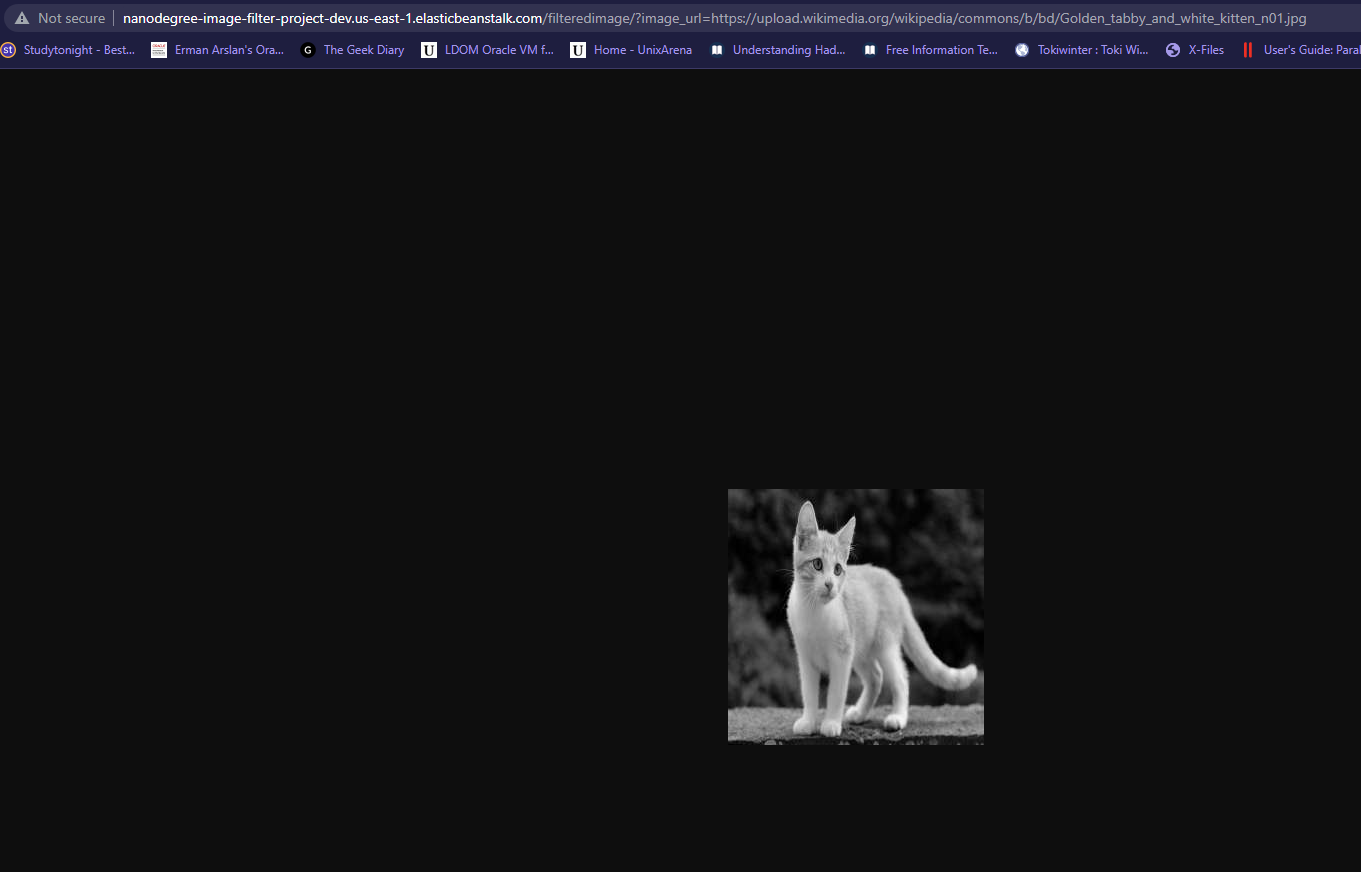 Not secure nanodegree-image-filter-project-dev.us-east-1.elasticbeanstalk.com/filteredimage/?image_url=https://upload.wikimedia.org/wikipedia/commons/b/bd/Golden_tabby_and_white_kitten_n01.jpg
st Studytonight - Best... ORACLE Erman Arslan's Ora... G The Geek Diary U LDOM Oracle VM f... U Home - UnixArena Understanding Had... Free Information Te... Tokiwinter : Toki Wi... X-Files User's Guide: Paral